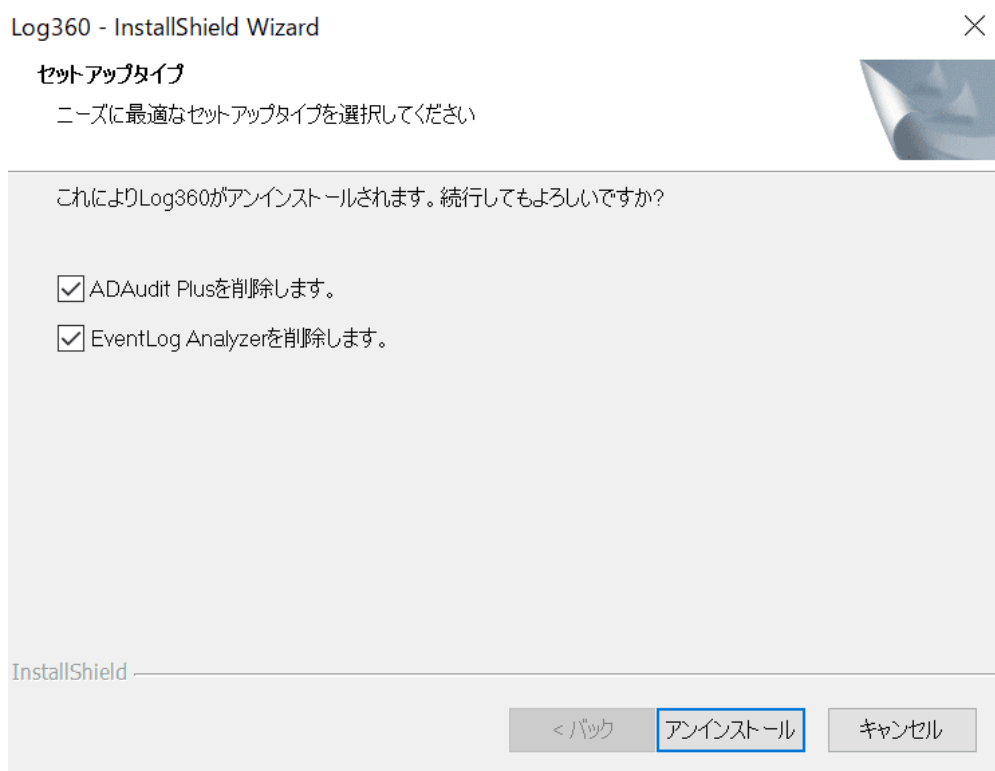 Log360 - InstallShield Wizard
セットアップタイプ
ニーズに最適なセットアップタイプを選択してください
これによりLog360がアンインストールされます。続行してもよろしいですか?
ADAudit Plusを削除します。
EventLog Analyzerを削除します。
InstallShield
< バック
アンインストール
キャンセル